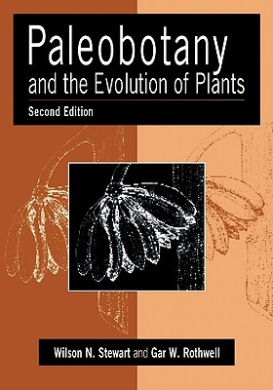 Paleobotany
and the Evolution of Plants
Second Edition
Wilson N. Stewart and Gar W. Rothwell